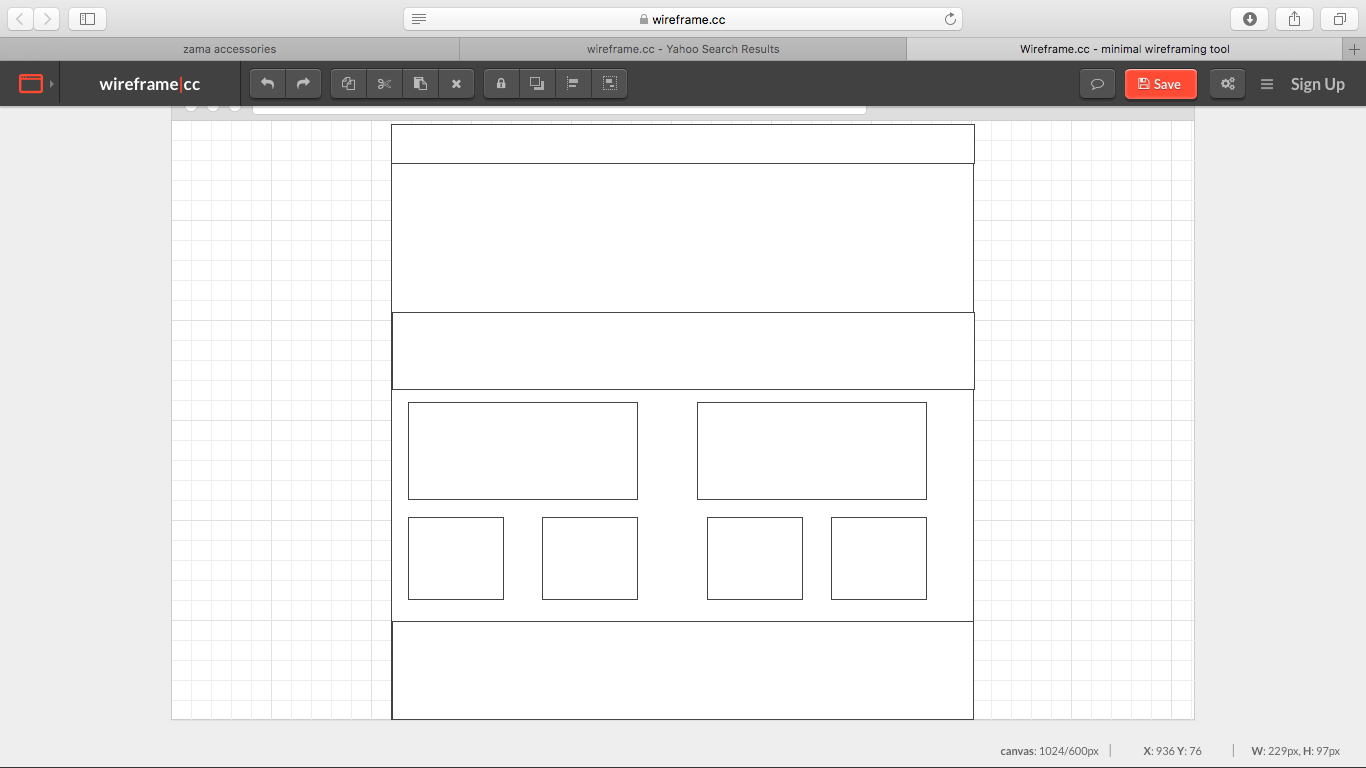 wireframe.cc
zama accessories
wireframe.cc - Yahoo Search Results
Wireframe.cc - minimal wireframing tool
wireframe|cc
Save
Sign Up
canvas: 1024/600px
X: 936 Y: 76
W: 229px, H: 97px